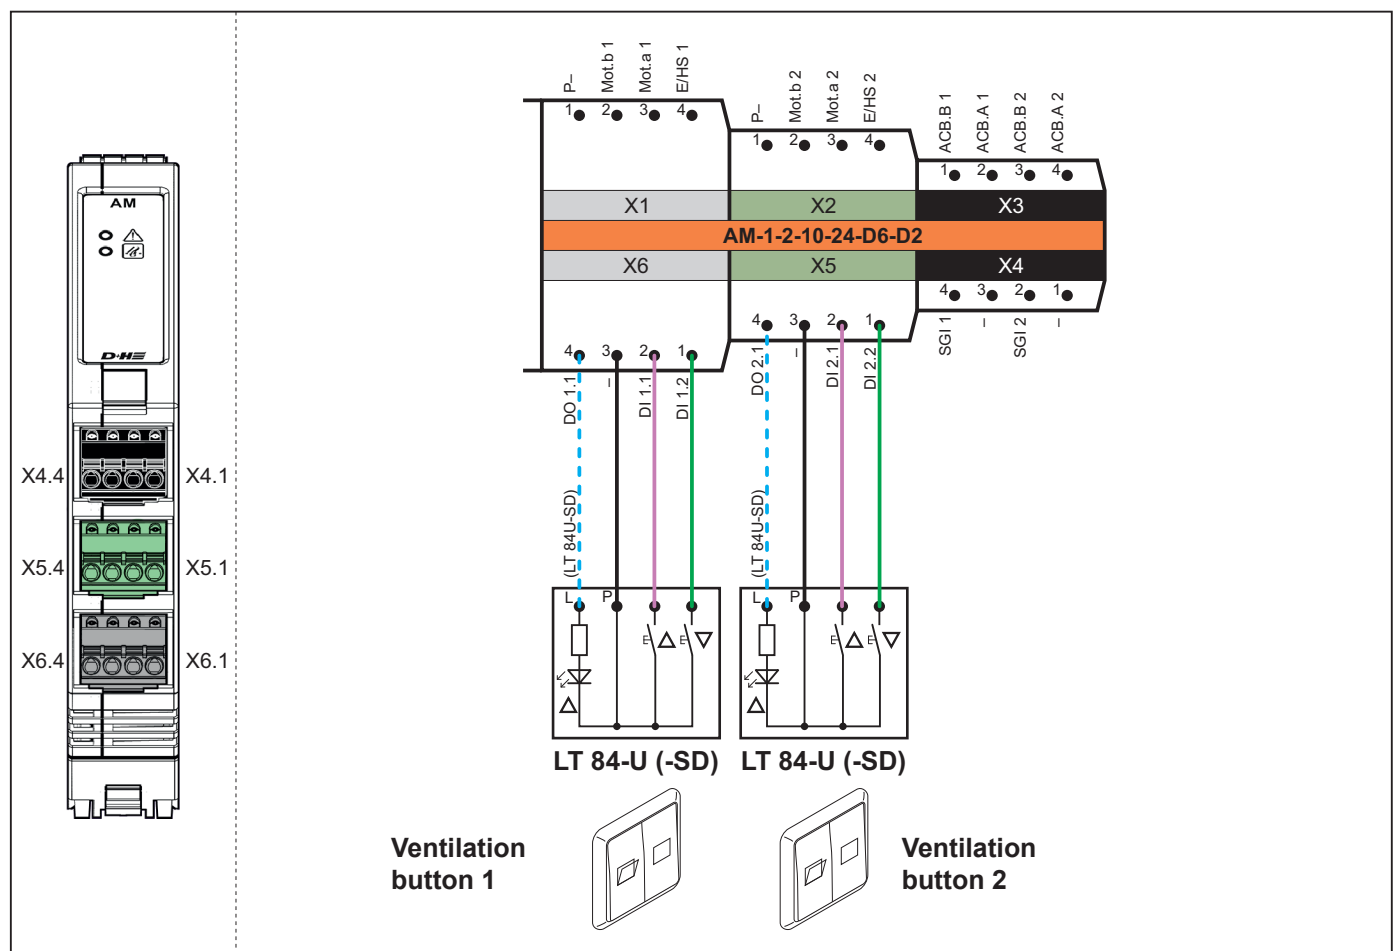 AM
D+H
X4.4
X4.1
X5.4
X5.1
X6.4
X6.1
P–
Mot.b 1
Mot.a 1
E/HS 1
1 2 3 4
P–
Mot.b 2
Mot.a 2
E/HS 2
1 2 3 4
ACB.B 1
ACB.A 1
ACB.B 2
ACB.A 2
1 2 3 4
X1 X2 X3
AM-1-2-10-24-D6-D2
X6 X5 X4
4 3 2 1
SGI 1
–
SGI 2
–
4 3 2 1
DO 2.1
–
DI 2.1
DI 2.2
4 3 2 1
DO 1.1
–
DI 1.1
DI 1.2
(LT 84U-SD)
(LT 84U-SD)
L P
L P
LT 84-U (-SD)
LT 84-U (-SD)
Ventilation
button 1
Ventilation
button 2